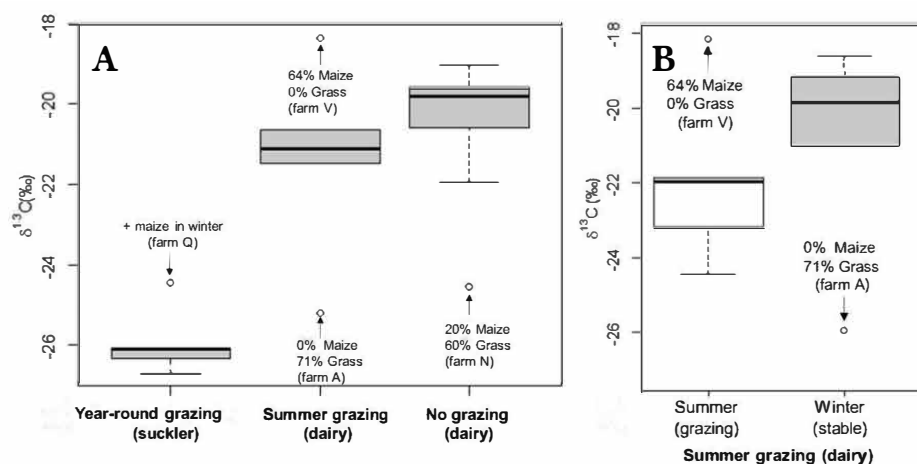 A
δ¹³C(‰)
-18
-20
-22
-24
-26
64% Maize
0% Grass
(farm V)
+ maize in winter
(farm Q)
0% Maize
71% Grass
(farm A)
20% Maize
60% Grass
(farm N)
Year-round grazing
(suckler)
Summer grazing
(dairy)
No grazing
(dairy)
B
δ¹³C (‰)
-18
-20
-22
-24
-26
64% Maize
0% Grass
(farm V)
0% Maize
71% Grass
(farm A)
Summer
(grazing)
Winter
(stable)
Summer grazing (dairy)